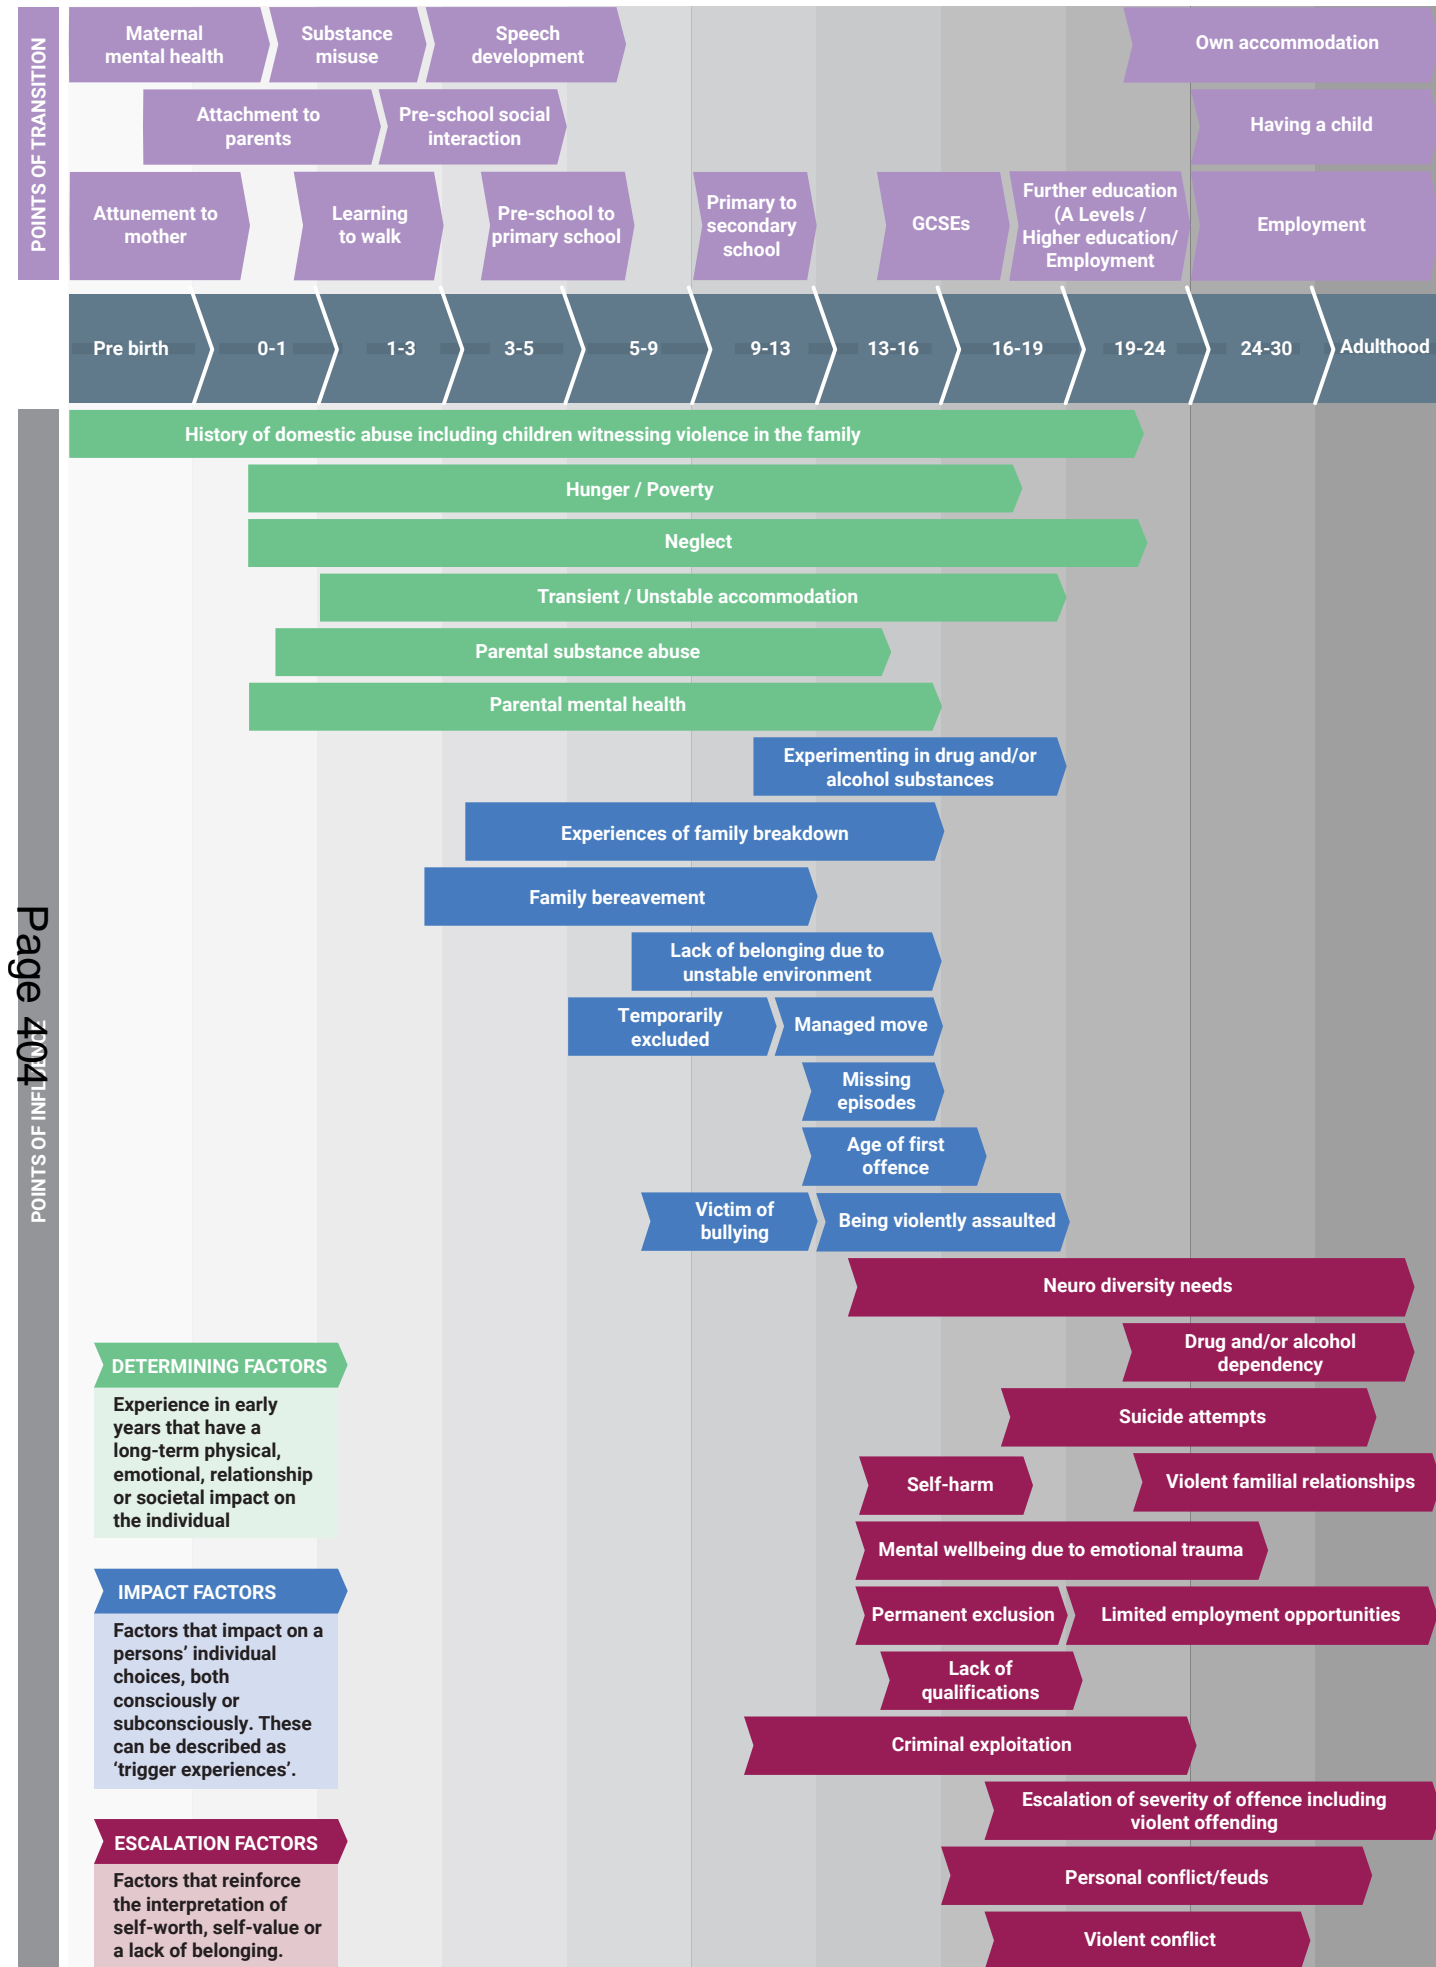 POINTS OF TRANSITION
Maternal
mental health
Substance
misuse
Speech
development
Own accommodation
Attachment to
parents
Pre-school social
interaction
Having a child
Attunement to
mother
Learning
to walk
Pre-school to
primary school
Primary to
secondary
school
GCSEs
Further education
(A Levels /
Higher education/
Employment
Employment
Pre birth
0-1
1-3
3-5
5-9
9-13
13-16
16-19
19-24
24-30
Adulthood
POINTS OF INFLUENCE
Page 404
History of domestic abuse including children witnessing violence in the family
Hunger / Poverty
Neglect
Transient / Unstable accommodation
Parental substance abuse
Parental mental health
Experimenting in drug and/or
alcohol substances
Experiences of family breakdown
Family bereavement
Lack of belonging due to
unstable environment
Temporarily
excluded
Managed move
Missing
episodes
Age of first
offence
Victim of
bullying
Being violently assaulted
Neuro diversity needs
Drug and/or alcohol
dependency
Suicide attempts
Self-harm
Violent familial relationships
Mental wellbeing due to emotional trauma
Permanent exclusion
Limited employment opportunities
Lack of
qualifications
Criminal exploitation
Escalation of severity of offence including
violent offending
Personal conflict/feuds
Violent conflict
DETERMINING FACTORS
Experience in early
years that have a
long-term physical,
emotional, relationship
or societal impact on
the individual
IMPACT FACTORS
Factors that impact on a
persons’ individual
choices, both
consciously or
subconsciously. These
can be described as
‘trigger experiences’.
ESCALATION FACTORS
Factors that reinforce
the interpretation of
self-worth, self-value or
a lack of belonging.